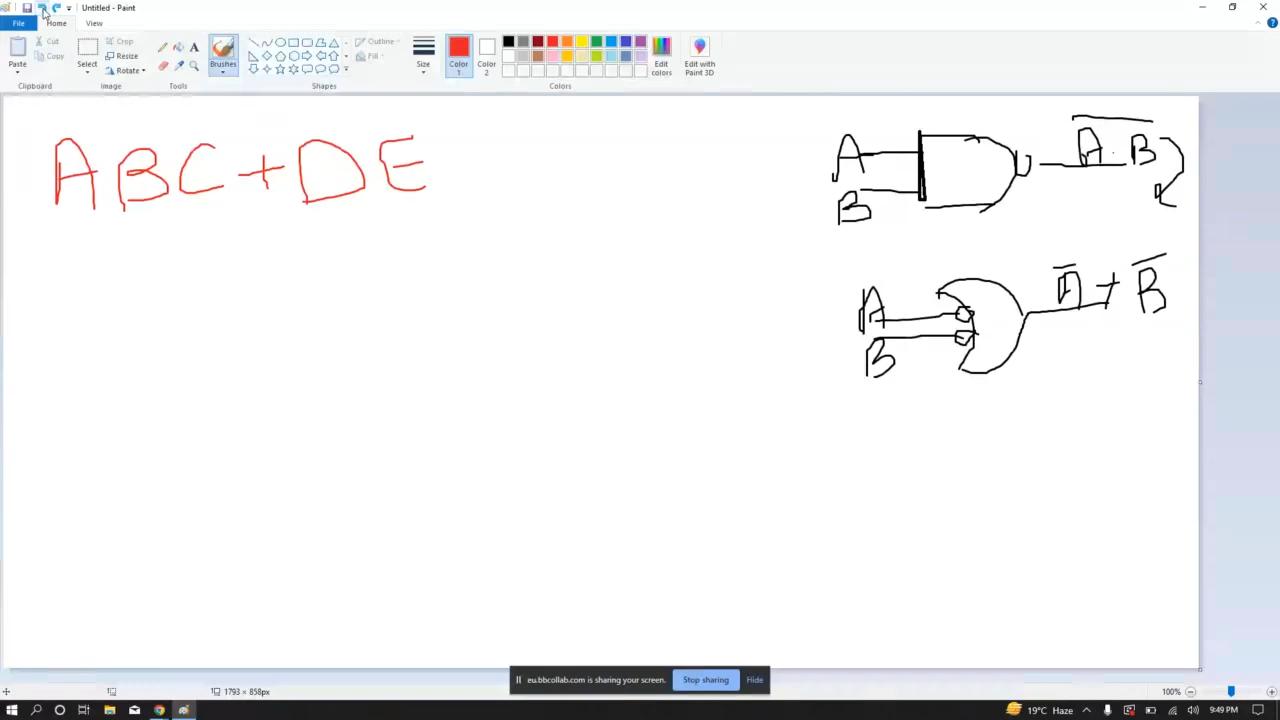 Untitled - Paint
File Home View
Paste Cut Copy Select Crop Resize Rotate Brushes Outline Fill Size Color 1 Color 2 Edit colors Edit with Paint 3D
Clipboard Image Tools Shapes Colors
ABC+DE
A
B
A · B
A
B
A + B
eu.bbcollab.com is sharing your screen. Stop sharing Hide
1793 × 858px 100%
19°C Haze 9:49 PM